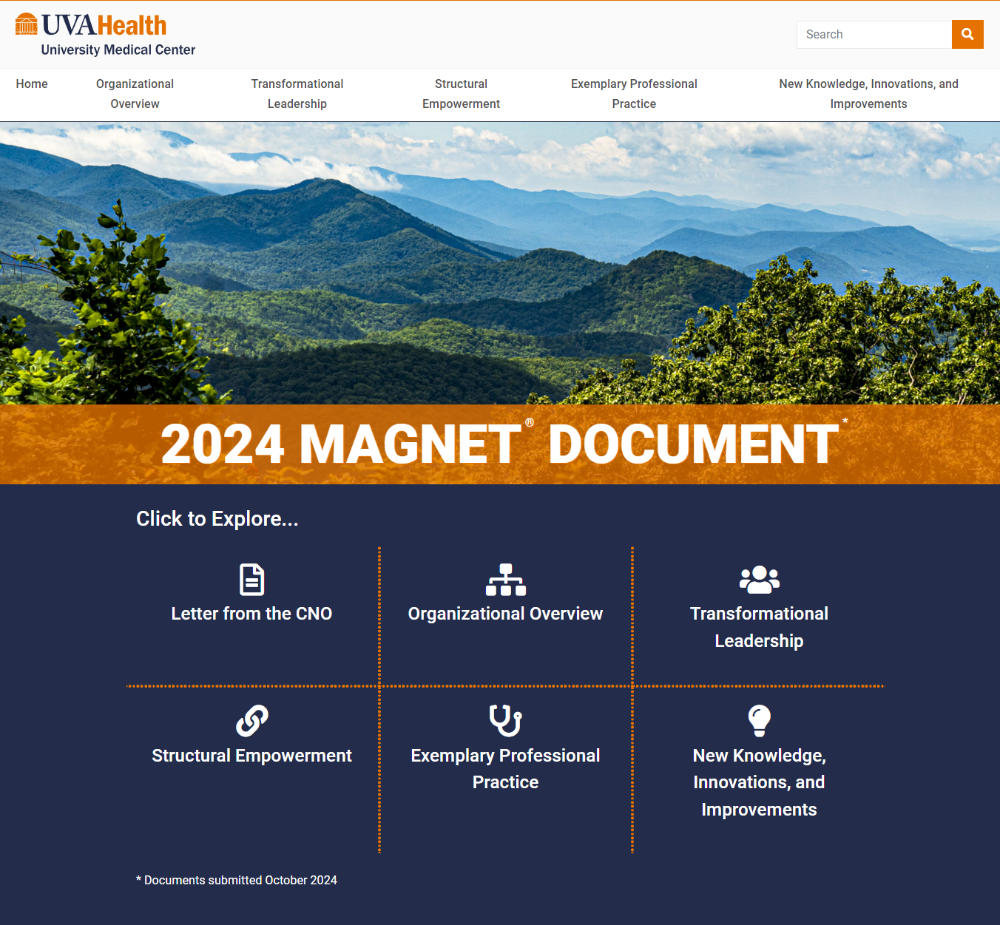 UVAHealth
University Medical Center
Search
Home
Organizational
Overview
Transformational
Leadership
Structural
Empowerment
Exemplary Professional
Practice
New Knowledge, Innovations, and
Improvements
2024 MAGNET® DOCUMENT*
Click to Explore...
Letter from the CNO
Organizational Overview
Transformational
Leadership
Structural Empowerment
Exemplary Professional
Practice
New Knowledge,
Innovations, and
Improvements
* Documents submitted October 2024